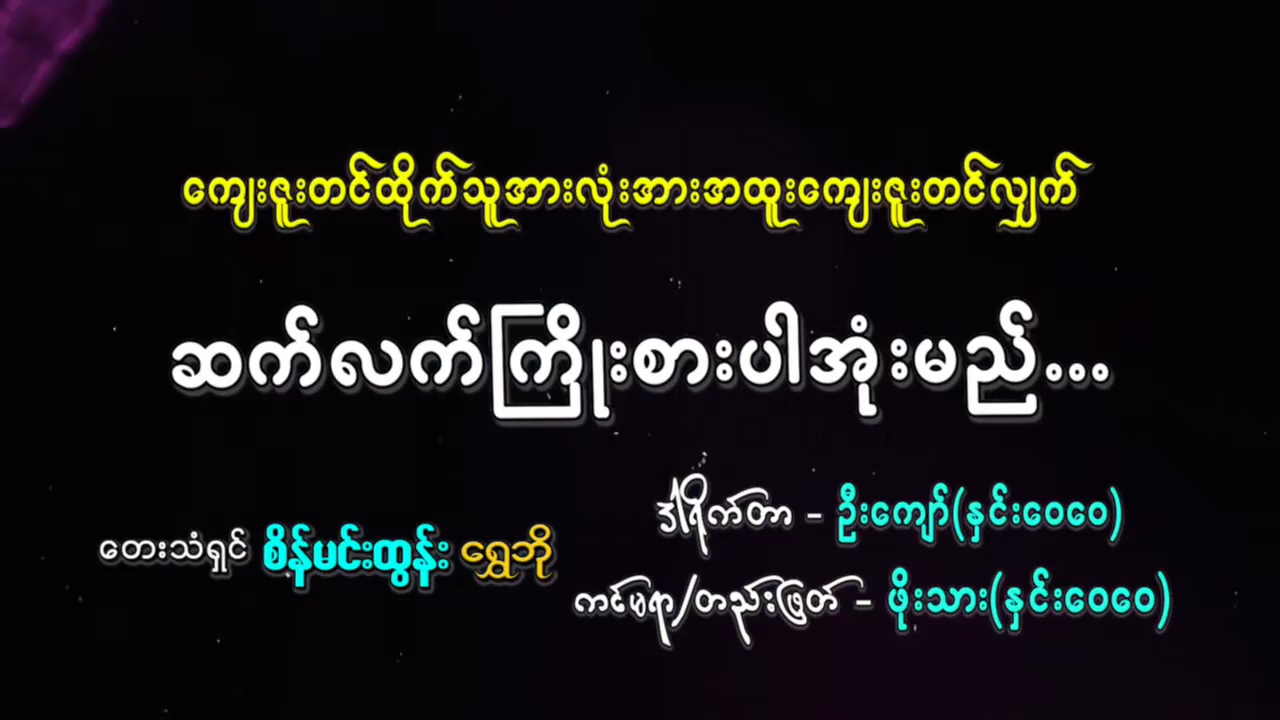 ကျေးဇူးတင်ထိုက်သူအားလုံးအားအထူးကျေးဇူးတင်လျှက်
ဆက်လက်ကြိုးစားပါအုံးမည်...
တေးသံရှင် စိန်မင်းထွန်း ရွှေဘို
ဒါရိုက်တာ - ဦးကျော်(နှင်းဝေဝေ)
ကင်မရာ/တည်းဖြတ် - ဖိုးသား(နှင်းဝေဝေ)